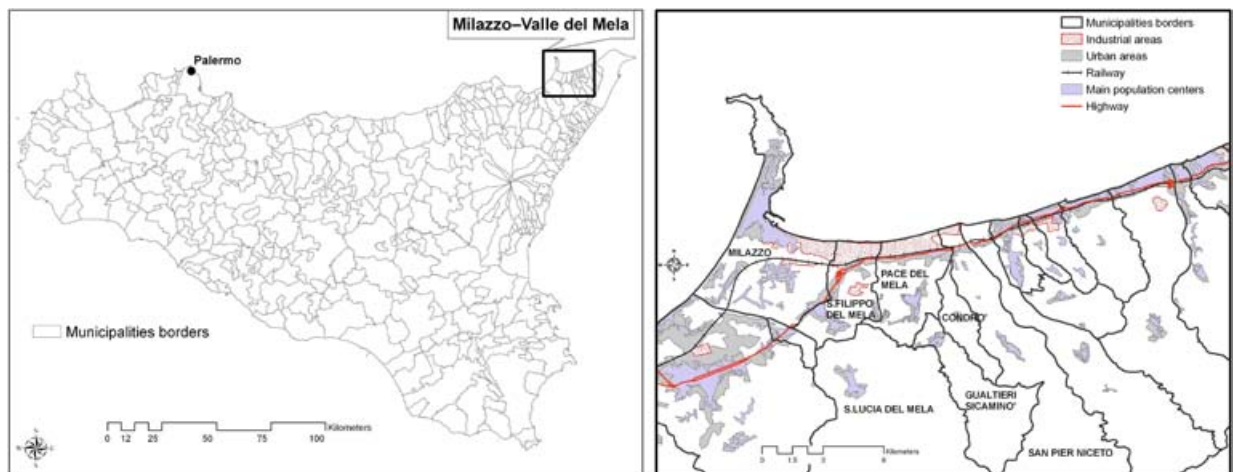 Milazzo–Valle del Mela
Palermo
Municipalities borders
0 12 25 50 75 100
Kilometers
Municipalities borders
Industrial areas
Urban areas
Railway
Main population centers
Highway
MILAZZO
PACE DEL
MELA
S.FILIPPO
DEL MELA
CONDRO'
GUALTIERI
SICAMINO'
S.LUCIA DEL MELA
SAN PIER NICETO
Kilometers